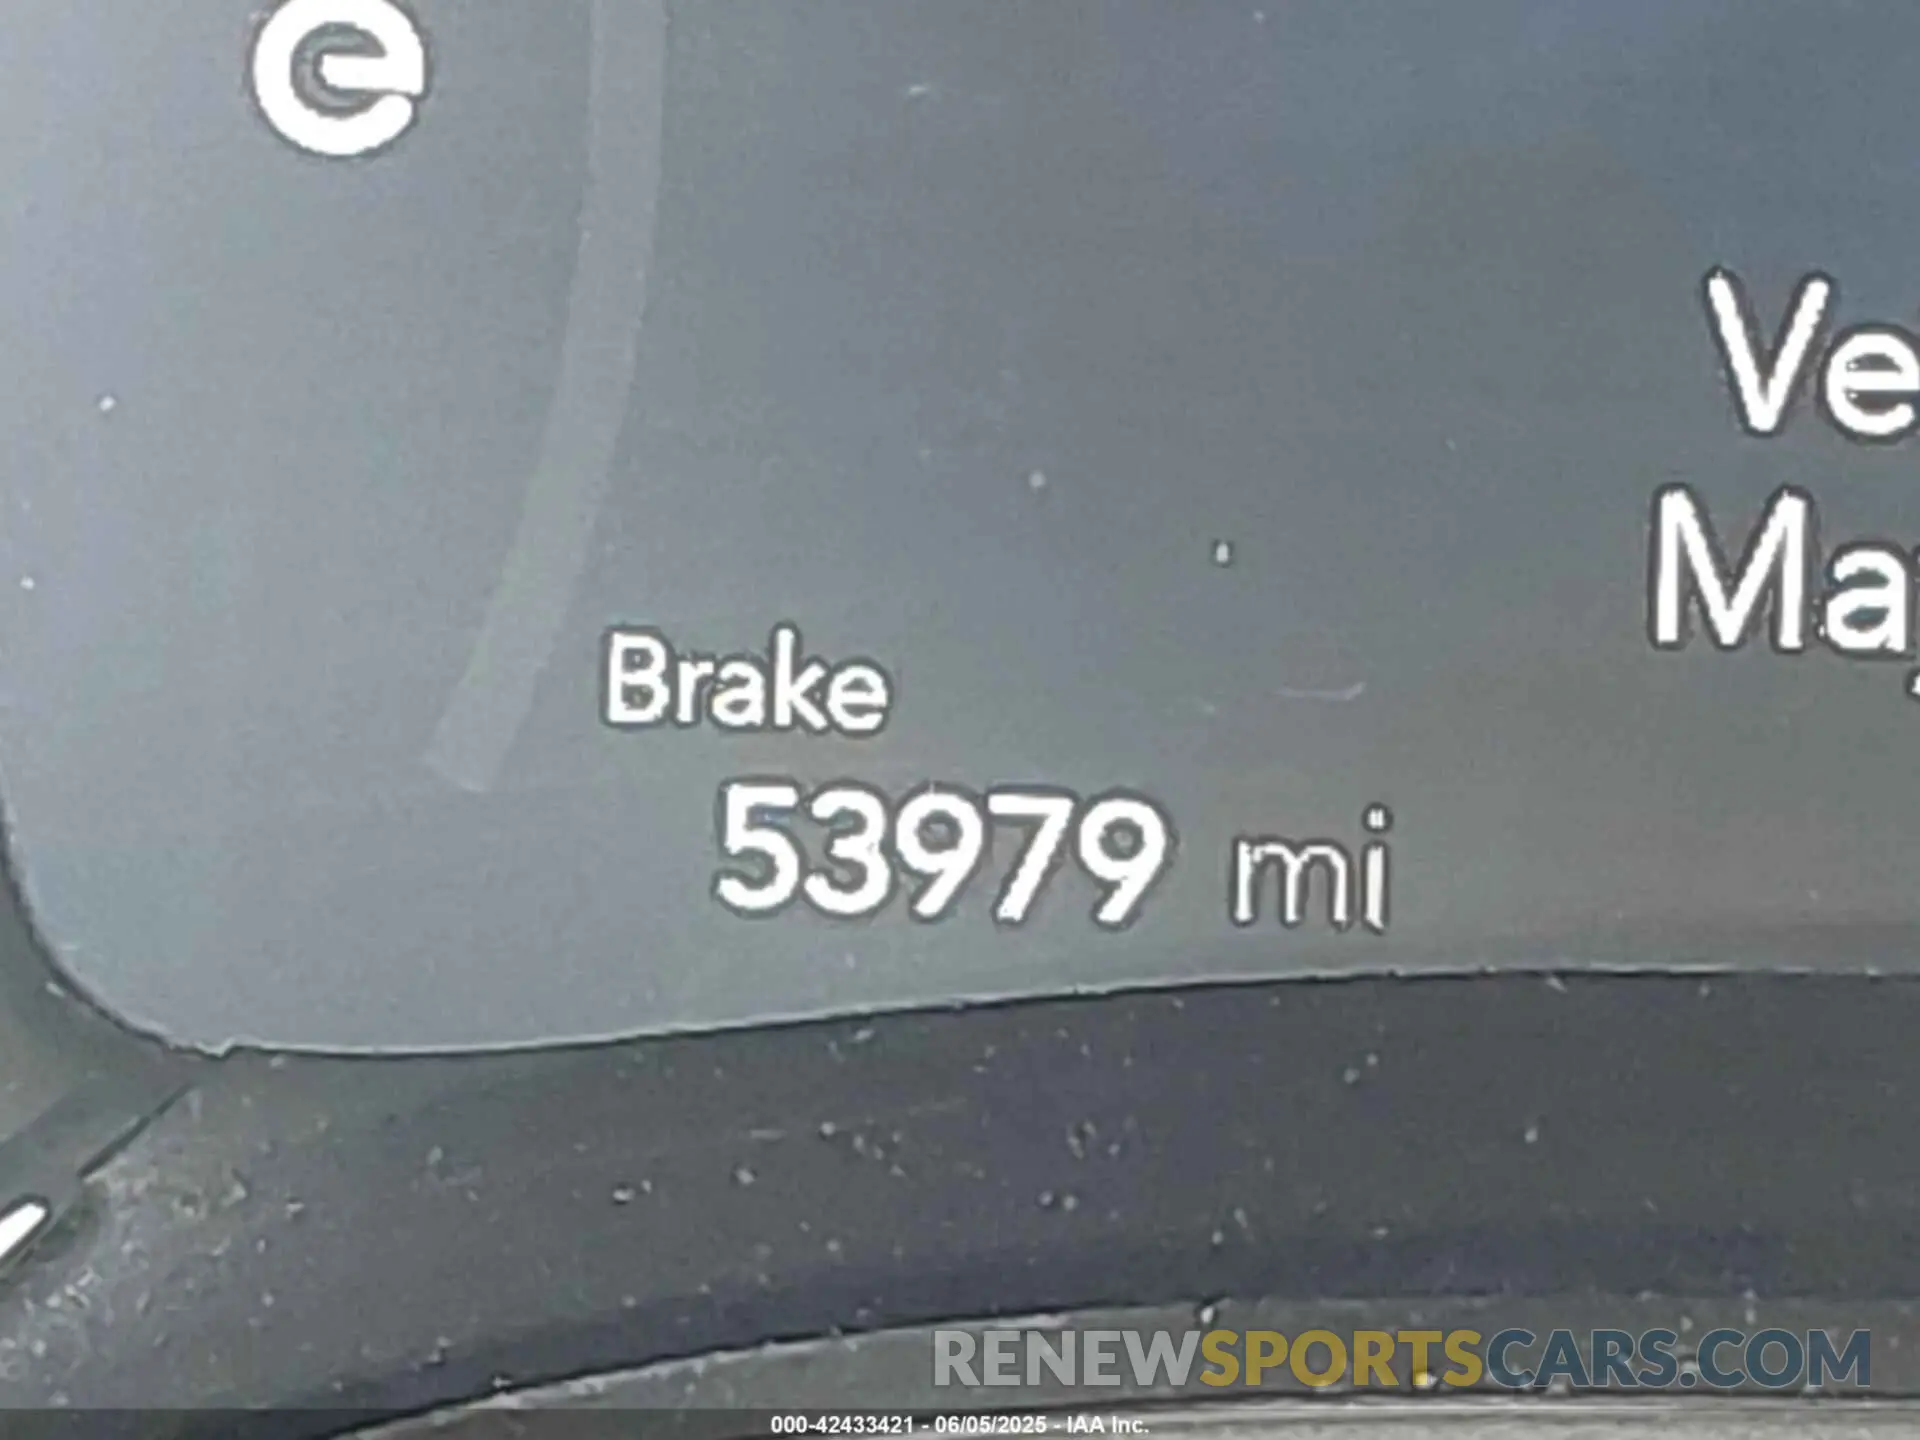 e
Ve
Ma
Brake
53979 mi
RENEWSPORTSCARS.COM
000-42433421 - 06/05/2025 - IAA Inc.